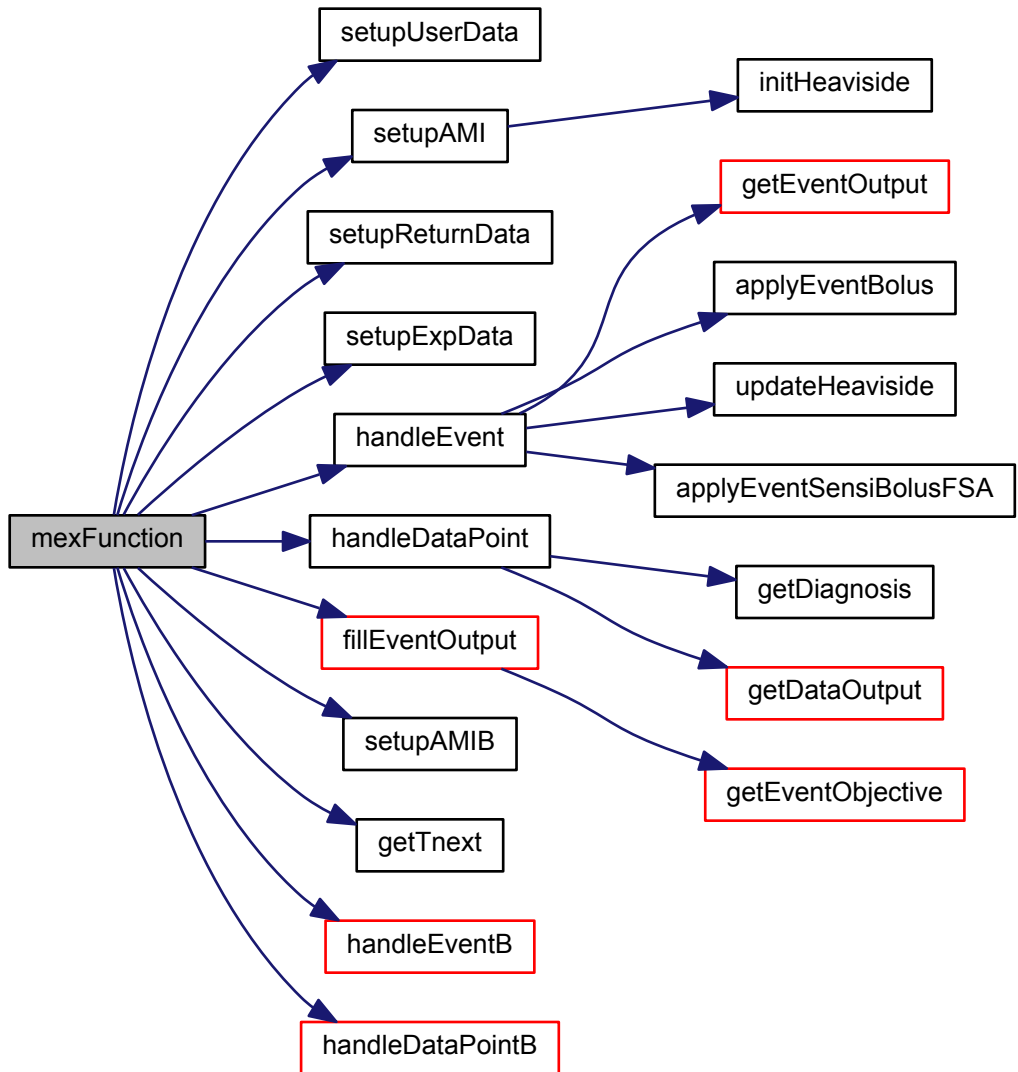 setupUserData
initHeaviside
setupAMI
getEventOutput
setupReturnData
applyEventBolus
setupExpData
updateHeaviside
handleEvent
applyEventSensiBolusFSA
mexFunction
handleDataPoint
getDiagnosis
fillEventOutput
getDataOutput
setupAMIB
getEventObjective
getTnext
handleEventB
handleDataPointB